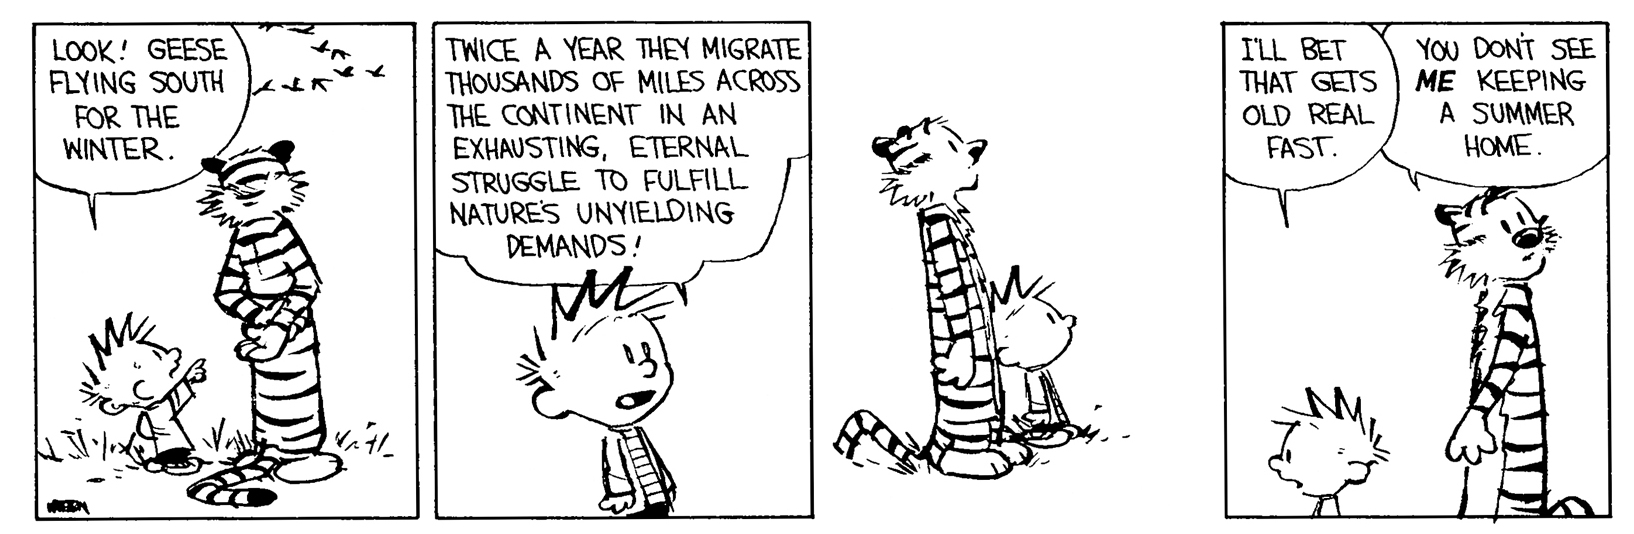 LOOK! GEESE
FLYING SOUTH
FOR THE
WINTER.
TWICE A YEAR THEY MIGRATE
THOUSANDS OF MILES ACROSS
THE CONTINENT IN AN
EXHAUSTING, ETERNAL
STRUGGLE TO FULFILL
NATURE'S UNYIELDING
DEMANDS!
I'LL BET
THAT GETS
OLD REAL
FAST.
YOU DON'T SEE
ME KEEPING
A SUMMER
HOME.